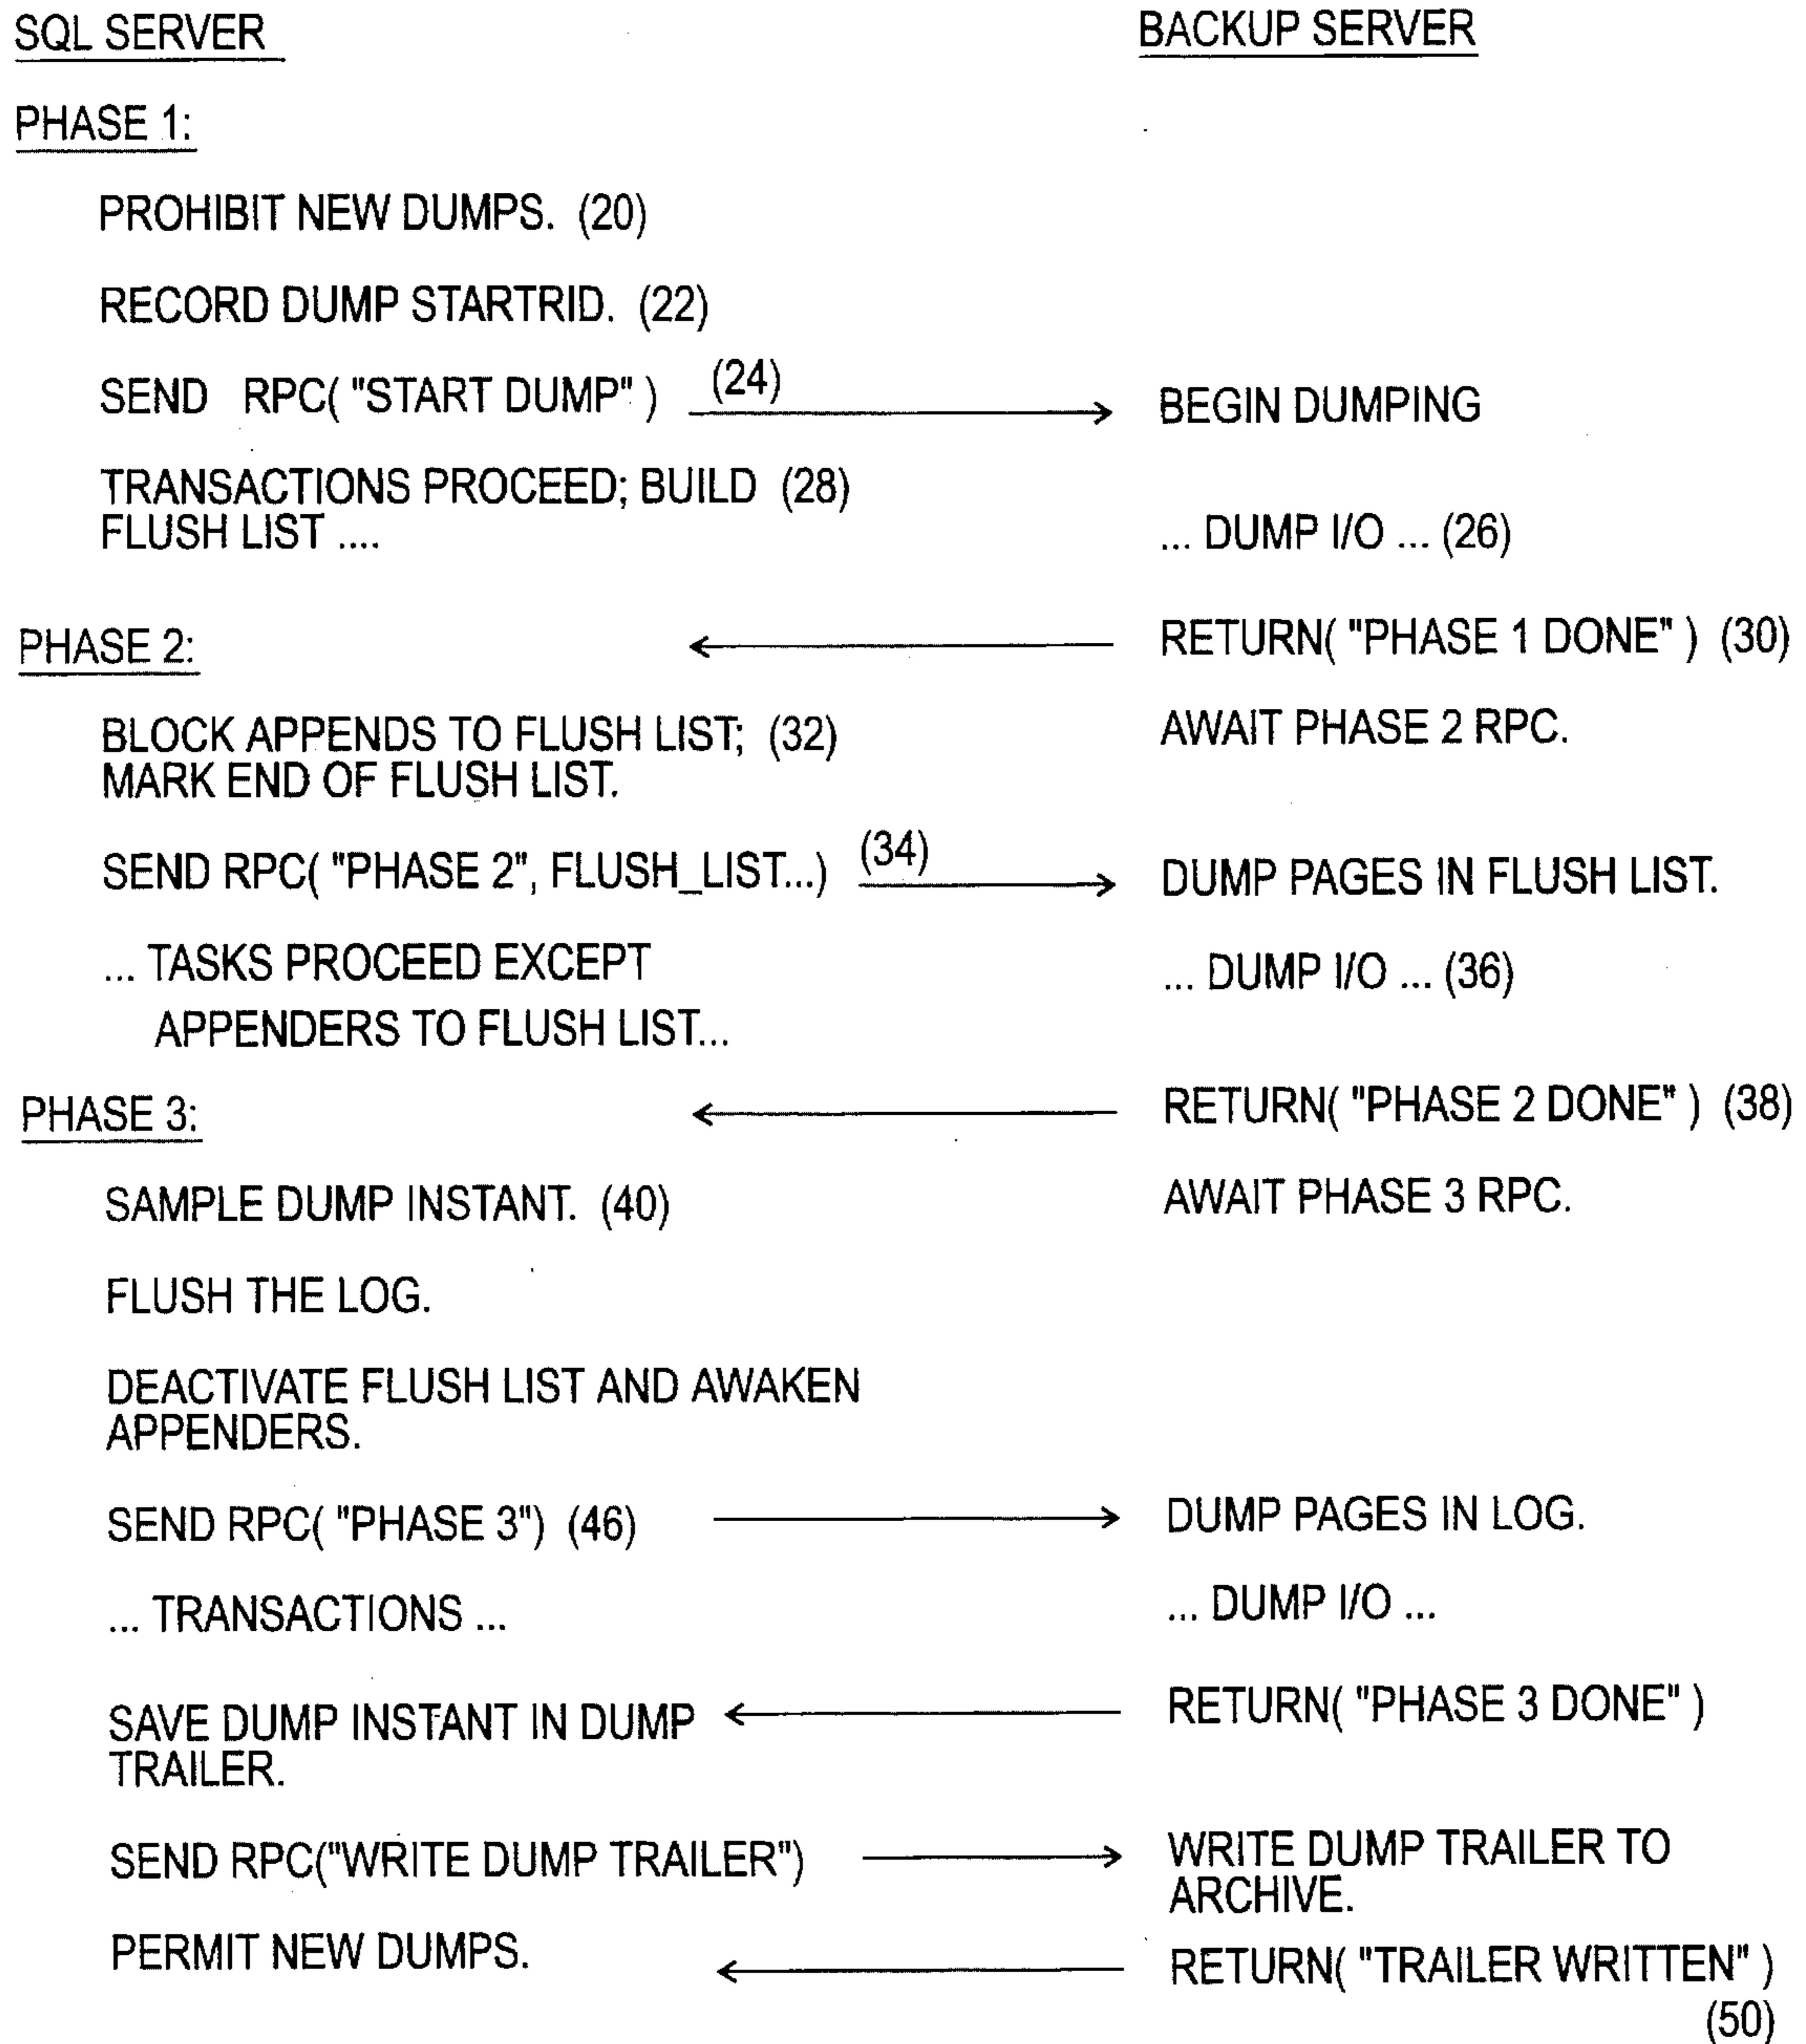 SQL SERVER
BACKUP SERVER
PHASE 1:
PROHIBIT NEW DUMPS. (20)
RECORD DUMP STARTRID. (22)
SEND RPC( "START DUMP" ) (24)
BEGIN DUMPING
TRANSACTIONS PROCEED; BUILD (28)
FLUSH LIST ....
... DUMP I/O ... (26)
PHASE 2:
RETURN( "PHASE 1 DONE" ) (30)
BLOCK APPENDS TO FLUSH LIST; (32)
MARK END OF FLUSH LIST.
AWAIT PHASE 2 RPC.
SEND RPC( "PHASE 2", FLUSH_LIST...) (34)
DUMP PAGES IN FLUSH LIST.
... TASKS PROCEED EXCEPT
APPENDERS TO FLUSH LIST...
... DUMP I/O ... (36)
PHASE 3:
RETURN( "PHASE 2 DONE" ) (38)
SAMPLE DUMP INSTANT. (40)
AWAIT PHASE 3 RPC.
FLUSH THE LOG.
DEACTIVATE FLUSH LIST AND AWAKEN
APPENDERS.
SEND RPC( "PHASE 3") (46)
DUMP PAGES IN LOG.
... TRANSACTIONS ...
... DUMP I/O ...
SAVE DUMP INSTANT IN DUMP
TRAILER.
RETURN( "PHASE 3 DONE" )
SEND RPC("WRITE DUMP TRAILER")
WRITE DUMP TRAILER TO
ARCHIVE.
PERMIT NEW DUMPS.
RETURN( "TRAILER WRITTEN" )
(50)